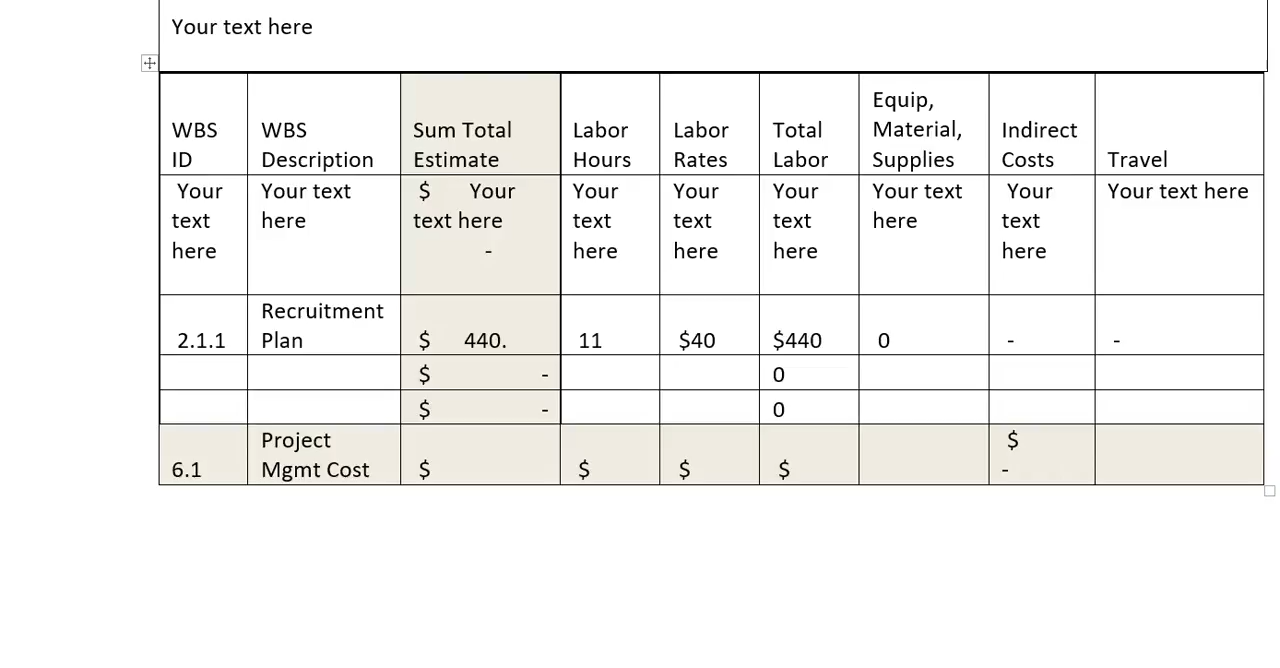 Your text here
WBS ID WBS Description Sum Total Estimate Labor Hours Labor Rates Total Labor Equip, Material, Supplies Indirect Costs Travel
Your text here Your text here $ Your text here - Your text here Your text here Your text here Your text here Your text here Your text here
2.1.1 Recruitment Plan $ 440. 11 $40 $440 0 - -
$ - 0
$ - 0
6.1 Project Mgmt Cost $ $ $ $ $ -